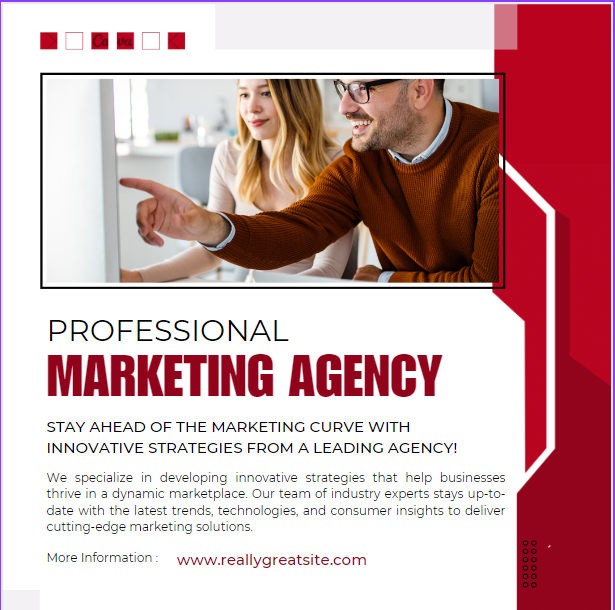 Canva
PROFESSIONAL
MARKETING AGENCY
STAY AHEAD OF THE MARKETING CURVE WITH
INNOVATIVE STRATEGIES FROM A LEADING AGENCY!
We specialize in developing innovative strategies that help businesses
thrive in a dynamic marketplace. Our team of industry experts stays up-to-
date with the latest trends, technologies, and consumer insights to deliver
cutting-edge marketing solutions.
More Information : www.reallygreatsite.com